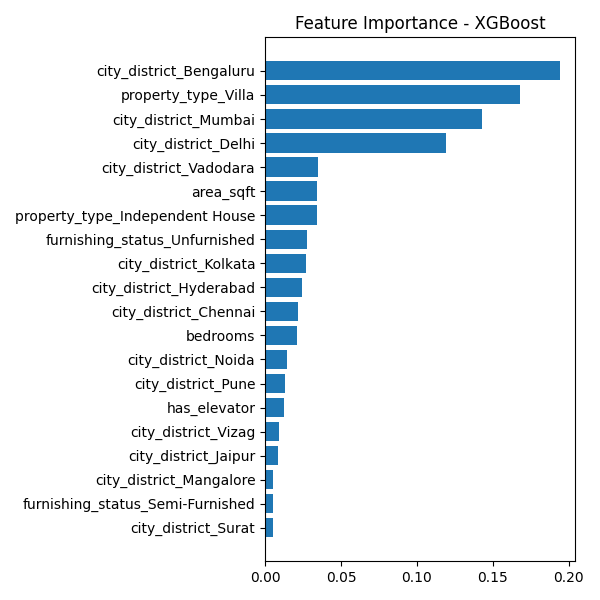 Feature Importance - XGBoost
city_district_Bengaluru
property_type_Villa
city_district_Mumbai
city_district_Delhi
city_district_Vadodara
area_sqft
property_type_Independent House
furnishing_status_Unfurnished
city_district_Kolkata
city_district_Hyderabad
city_district_Chennai
bedrooms
city_district_Noida
city_district_Pune
has_elevator
city_district_Vizag
city_district_Jaipur
city_district_Mangalore
furnishing_status_Semi-Furnished
city_district_Surat
0.00 0.05 0.10 0.15 0.20